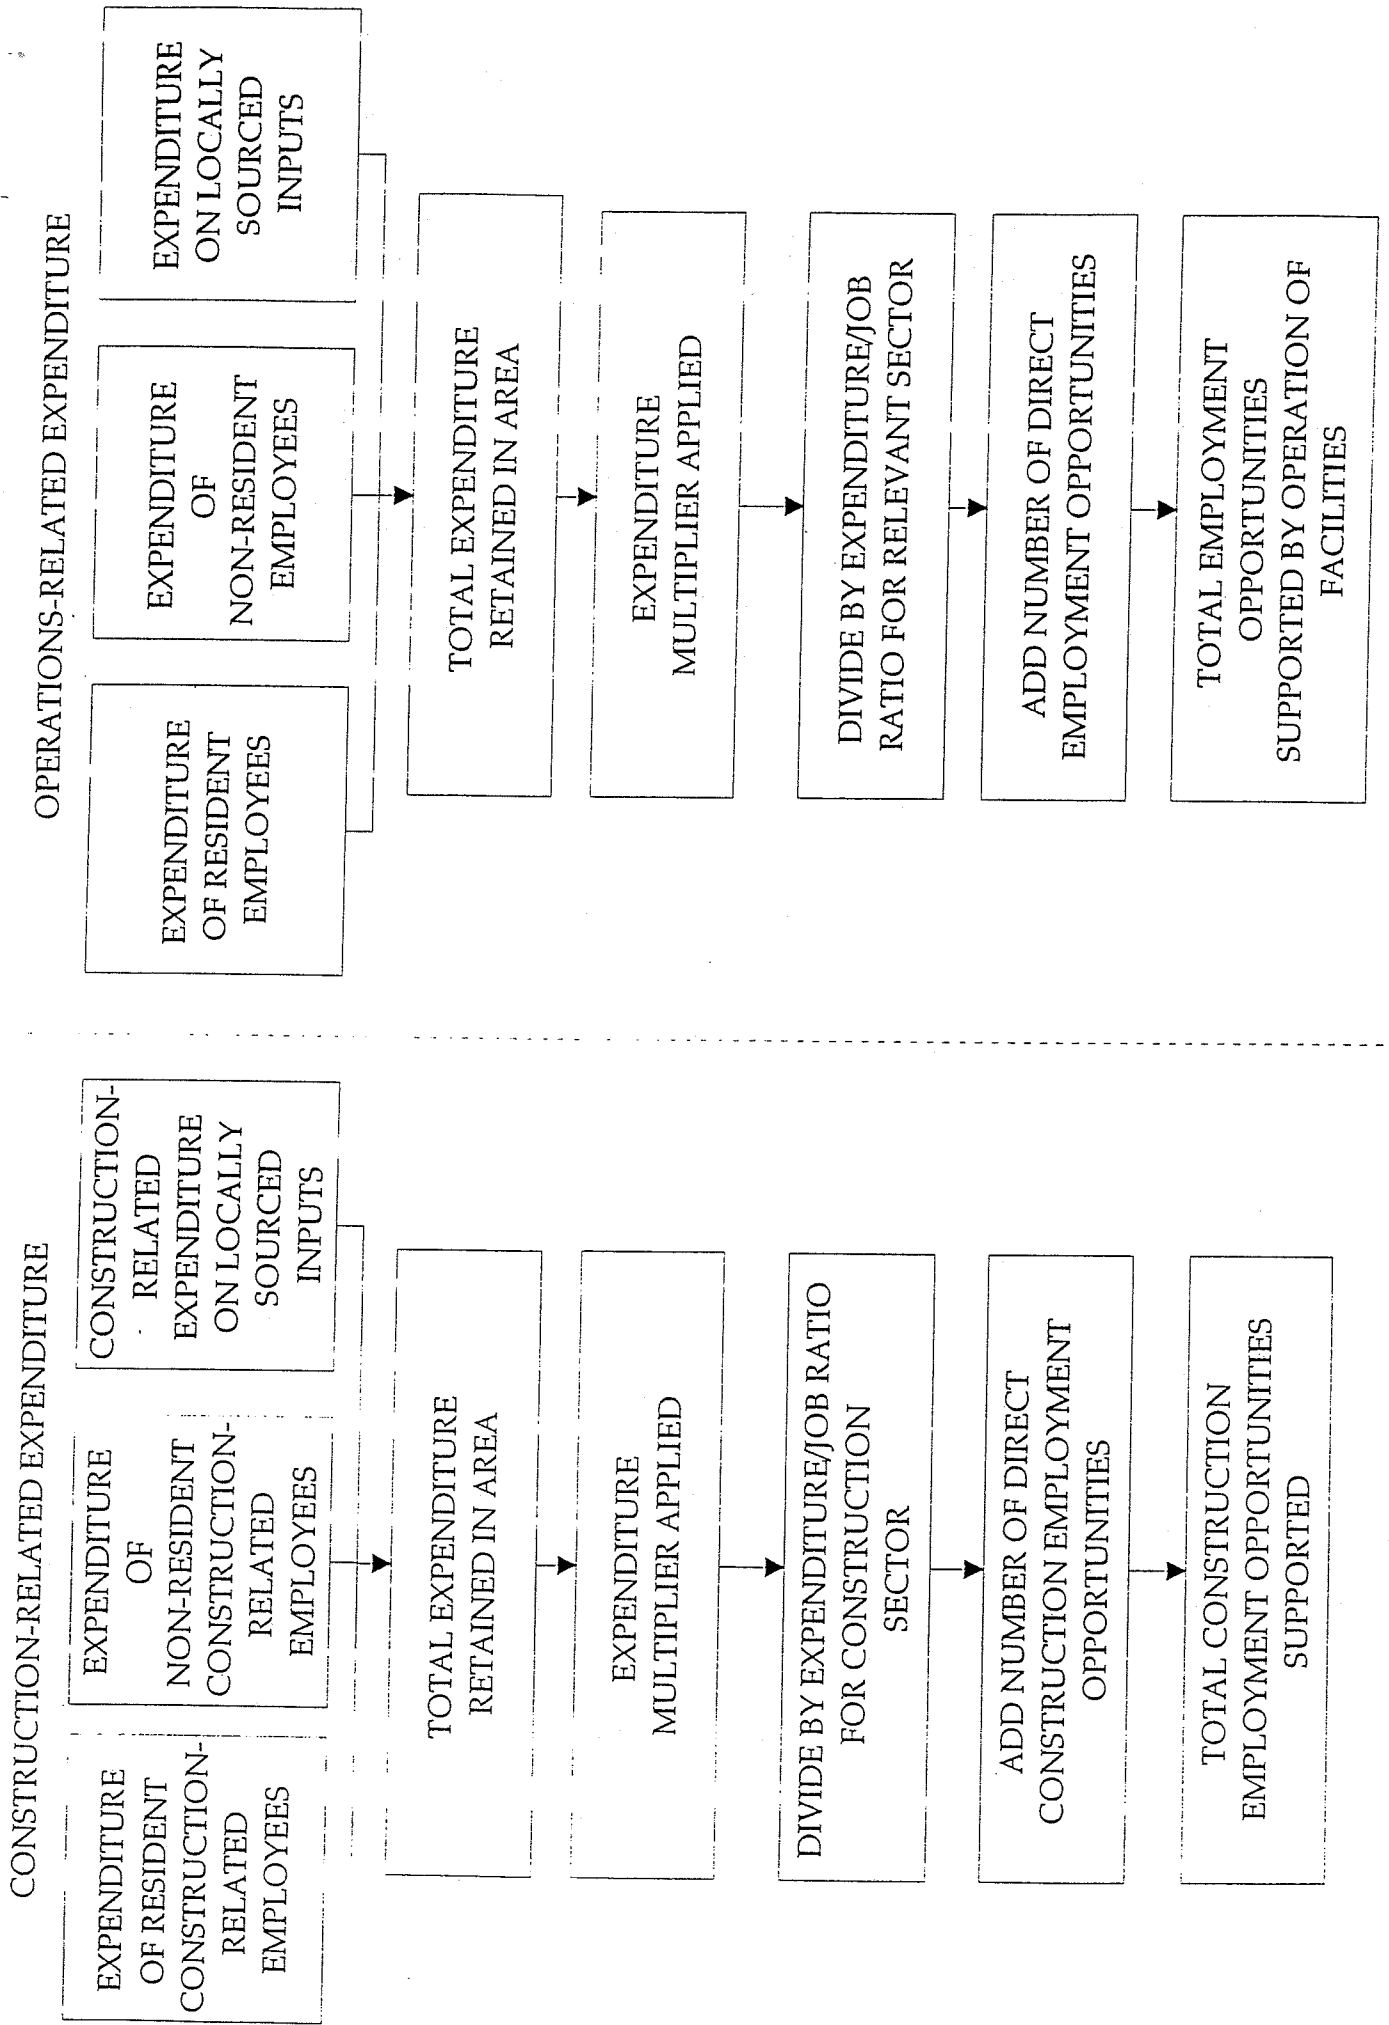 CONSTRUCTION-RELATED EXPENDITURE
EXPENDITURE
OF RESIDENT
CONSTRUCTION-
RELATED
EMPLOYEES
EXPENDITURE
OF
NON-RESIDENT
CONSTRUCTION-
RELATED
EMPLOYEES
CONSTRUCTION-
RELATED
EXPENDITURE
ON LOCALLY
SOURCED
INPUTS
TOTAL EXPENDITURE
RETAINED IN AREA
EXPENDITURE
MULTIPLIER APPLIED
DIVIDE BY EXPENDITURE/JOB RATIO
FOR CONSTRUCTION
SECTOR
ADD NUMBER OF DIRECT
CONSTRUCTION EMPLOYMENT
OPPORTUNITIES
TOTAL CONSTRUCTION
EMPLOYMENT OPPORTUNITIES
SUPPORTED
OPERATIONS-RELATED EXPENDITURE
EXPENDITURE
OF RESIDENT
EMPLOYEES
EXPENDITURE
OF
NON-RESIDENT
EMPLOYEES
EXPENDITURE
ON LOCALLY
SOURCED
INPUTS
TOTAL EXPENDITURE
RETAINED IN AREA
EXPENDITURE
MULTIPLIER APPLIED
DIVIDE BY EXPENDITURE/JOB
RATIO FOR RELEVANT SECTOR
ADD NUMBER OF DIRECT
EMPLOYMENT OPPORTUNITIES
TOTAL EMPLOYMENT
OPPORTUNITIES
SUPPORTED BY OPERATION OF
FACILITIES